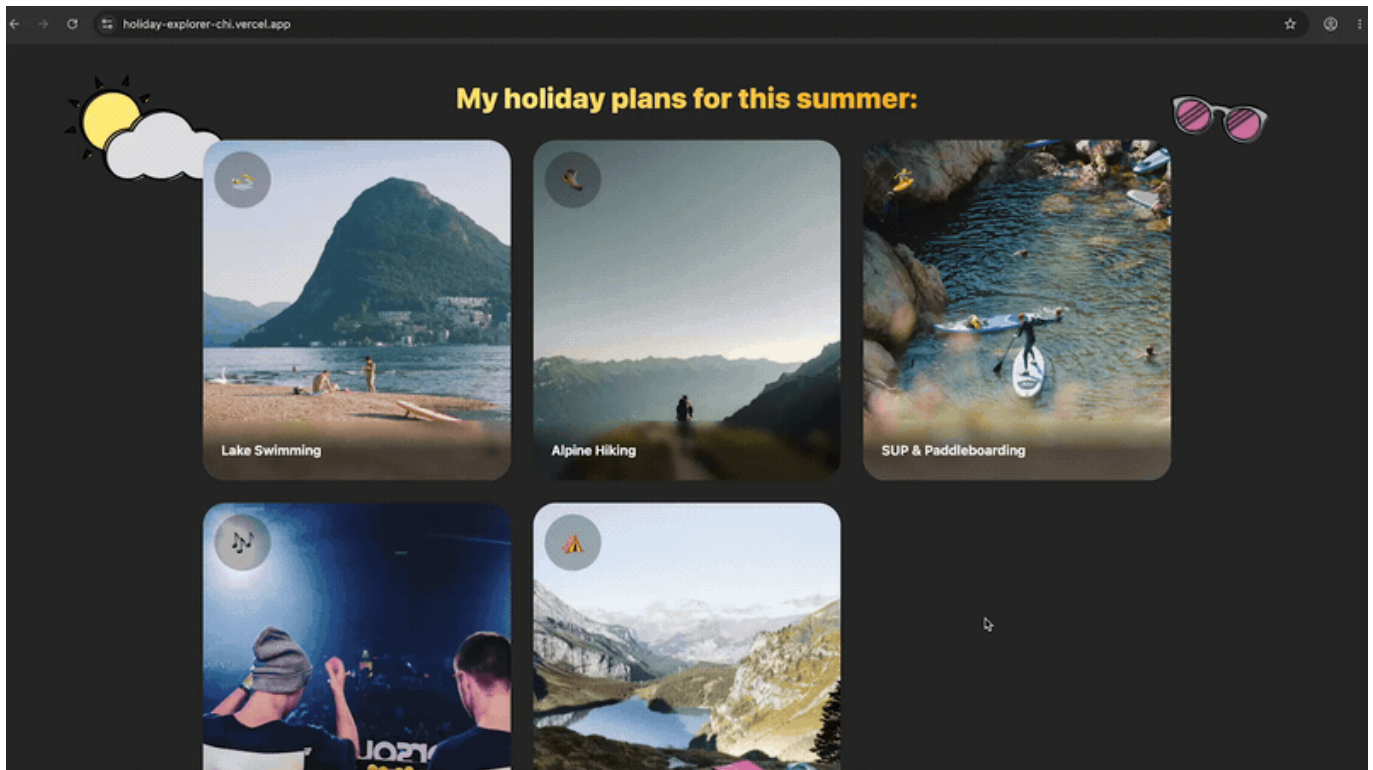 holiday-explorer-chi.vercel.app
My holiday plans for this summer:
Lake Swimming
Alpine Hiking
SUP & Paddleboarding